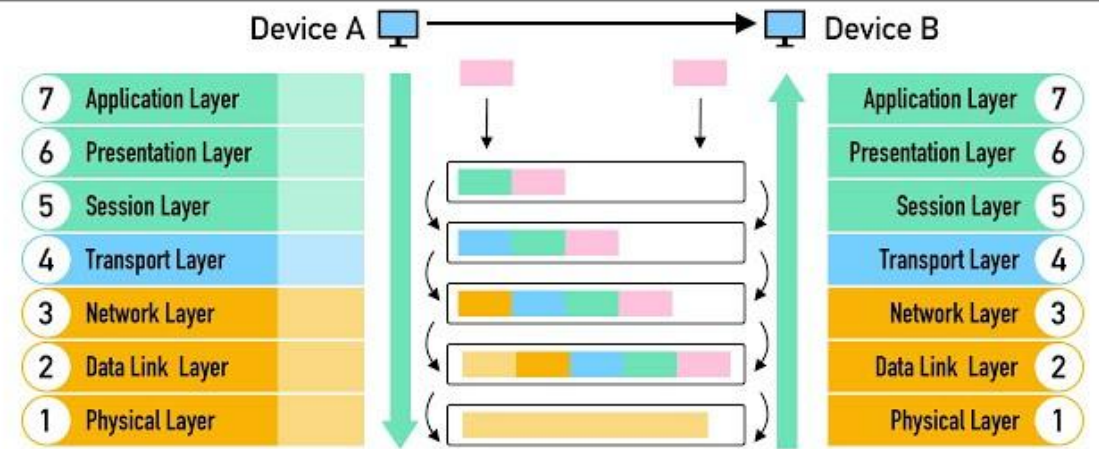 Device A
Device B
7 Application Layer
6 Presentation Layer
5 Session Layer
4 Transport Layer
3 Network Layer
2 Data Link Layer
1 Physical Layer
Application Layer 7
Presentation Layer 6
Session Layer 5
Transport Layer 4
Network Layer 3
Data Link Layer 2
Physical Layer 1